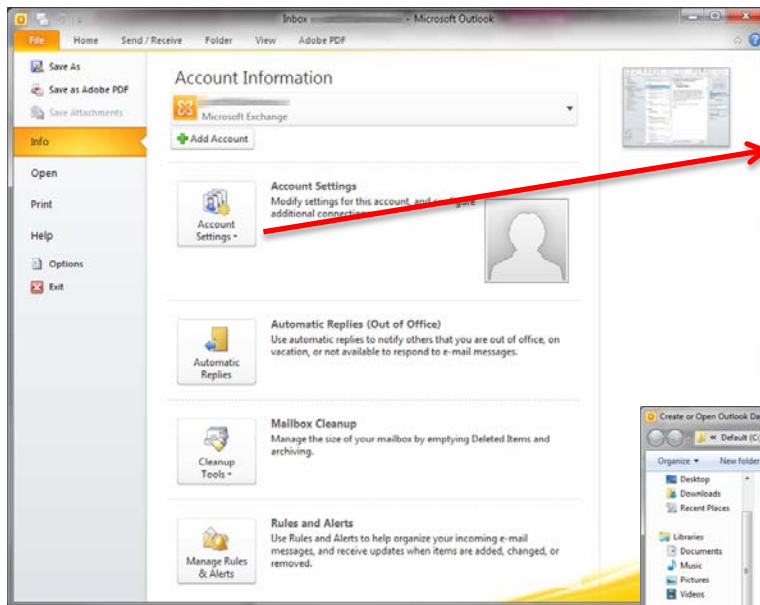 Inbox - Microsoft Outlook
File Home Send / Receive Folder View Adobe PDF
Save As
Save as Adobe PDF
Save Attachments
Info
Open
Print
Help
Options
Exit
Account Information
Microsoft Exchange
Add Account
Account
Settings
Account Settings
Modify settings for this account, and configure
additional connections.
Automatic
Replies
Automatic Replies (Out of Office)
Use automatic replies to notify others that you are out of office, on
vacation, or not available to respond to e-mail messages.
Cleanup
Tools
Mailbox Cleanup
Manage the size of your mailbox by emptying Deleted Items and
archiving.
Manage Rules
& Alerts
Rules and Alerts
Use Rules and Alerts to help organize your incoming e-mail
messages, and receive updates when items are added, changed, or
removed.
Create or Open Outlook Da
« Default (C:
Organize New folder
Desktop
Downloads
Recent Places
Libraries
Documents
Music
Pictures
Videos